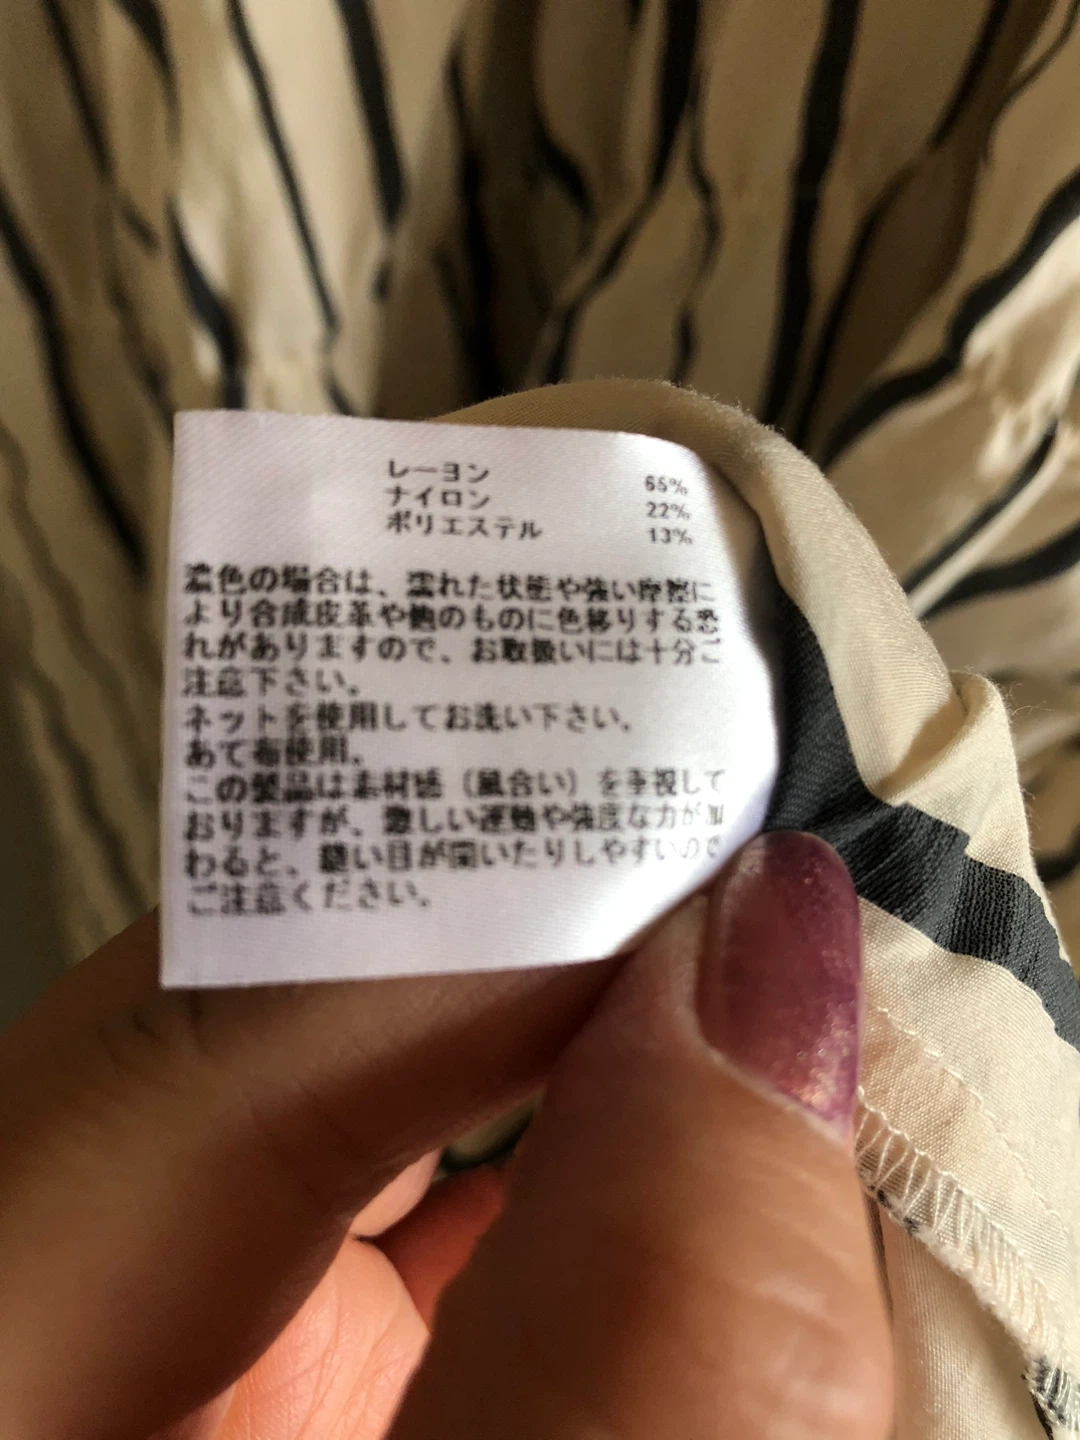 レーヨン 65%
ナイロン 22%
ポリエステル 13%
濃色の場合は、濡れた状態や強い摩擦に
より合成皮革や他のものに色移りする恐
れがありますので、お取扱いには十分ご
注意下さい。
ネットを使用してお洗い下さい。
あて布使用。
この製品は素材感（風合い）を重視して
おりますが、激しい運動や強度な力が加
わると、縫い目が開いたりしやすいので
ご注意ください。